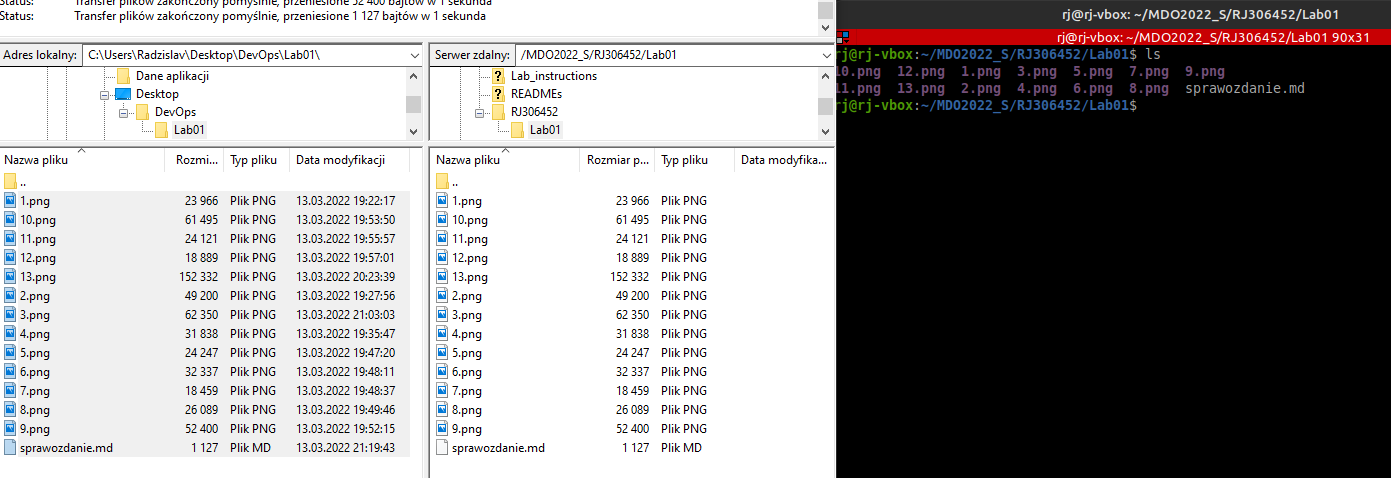 Status: Transfer plików zakończony pomyślnie, przeniesione 52 400 bajtów w 1 sekunda
Status: Transfer plików zakończony pomyślnie, przeniesione 1 127 bajtów w 1 sekunda
Adres lokalny: C:\Users\Radzislav\Desktop\DevOps\Lab01\
Dane aplikacji
Desktop
DevOps
Lab01
Nazwa pliku Rozmi... Typ pliku Data modyfikacji
..
1.png 23 966 Plik PNG 13.03.2022 19:22:17
10.png 61 495 Plik PNG 13.03.2022 19:53:50
11.png 24 121 Plik PNG 13.03.2022 19:55:57
12.png 18 889 Plik PNG 13.03.2022 19:57:01
13.png 152 332 Plik PNG 13.03.2022 20:23:39
2.png 49 200 Plik PNG 13.03.2022 19:27:56
3.png 62 350 Plik PNG 13.03.2022 21:03:03
4.png 31 838 Plik PNG 13.03.2022 19:35:47
5.png 24 247 Plik PNG 13.03.2022 19:47:20
6.png 32 337 Plik PNG 13.03.2022 19:48:11
7.png 18 459 Plik PNG 13.03.2022 19:48:37
8.png 26 089 Plik PNG 13.03.2022 19:49:46
9.png 52 400 Plik PNG 13.03.2022 19:52:15
sprawozdanie.md 1 127 Plik MD 13.03.2022 21:19:43
Serwer zdalny: /MDO2022_S/RJ306452/Lab01
Lab_instructions
READMEs
RJ306452
Lab01
Nazwa pliku Rozmiar p... Typ pliku Data modyfika...
..
1.png 23 966 Plik PNG
10.png 61 495 Plik PNG
11.png 24 121 Plik PNG
12.png 18 889 Plik PNG
13.png 152 332 Plik PNG
2.png 49 200 Plik PNG
3.png 62 350 Plik PNG
4.png 31 838 Plik PNG
5.png 24 247 Plik PNG
6.png 32 337 Plik PNG
7.png 18 459 Plik PNG
8.png 26 089 Plik PNG
9.png 52 400 Plik PNG
sprawozdanie.md 1 127 Plik MD
rj@rj-vbox: ~/MDO2022_S/RJ306452/Lab01
rj@rj-vbox: ~/MDO2022_S/RJ306452/Lab01 90x31
rj@rj-vbox:~/MDO2022_S/RJ306452/Lab01$ ls
10.png 12.png 1.png 3.png 5.png 7.png 9.png
11.png 13.png 2.png 4.png 6.png 8.png sprawozdanie.md
rj@rj-vbox:~/MDO2022_S/RJ306452/Lab01$